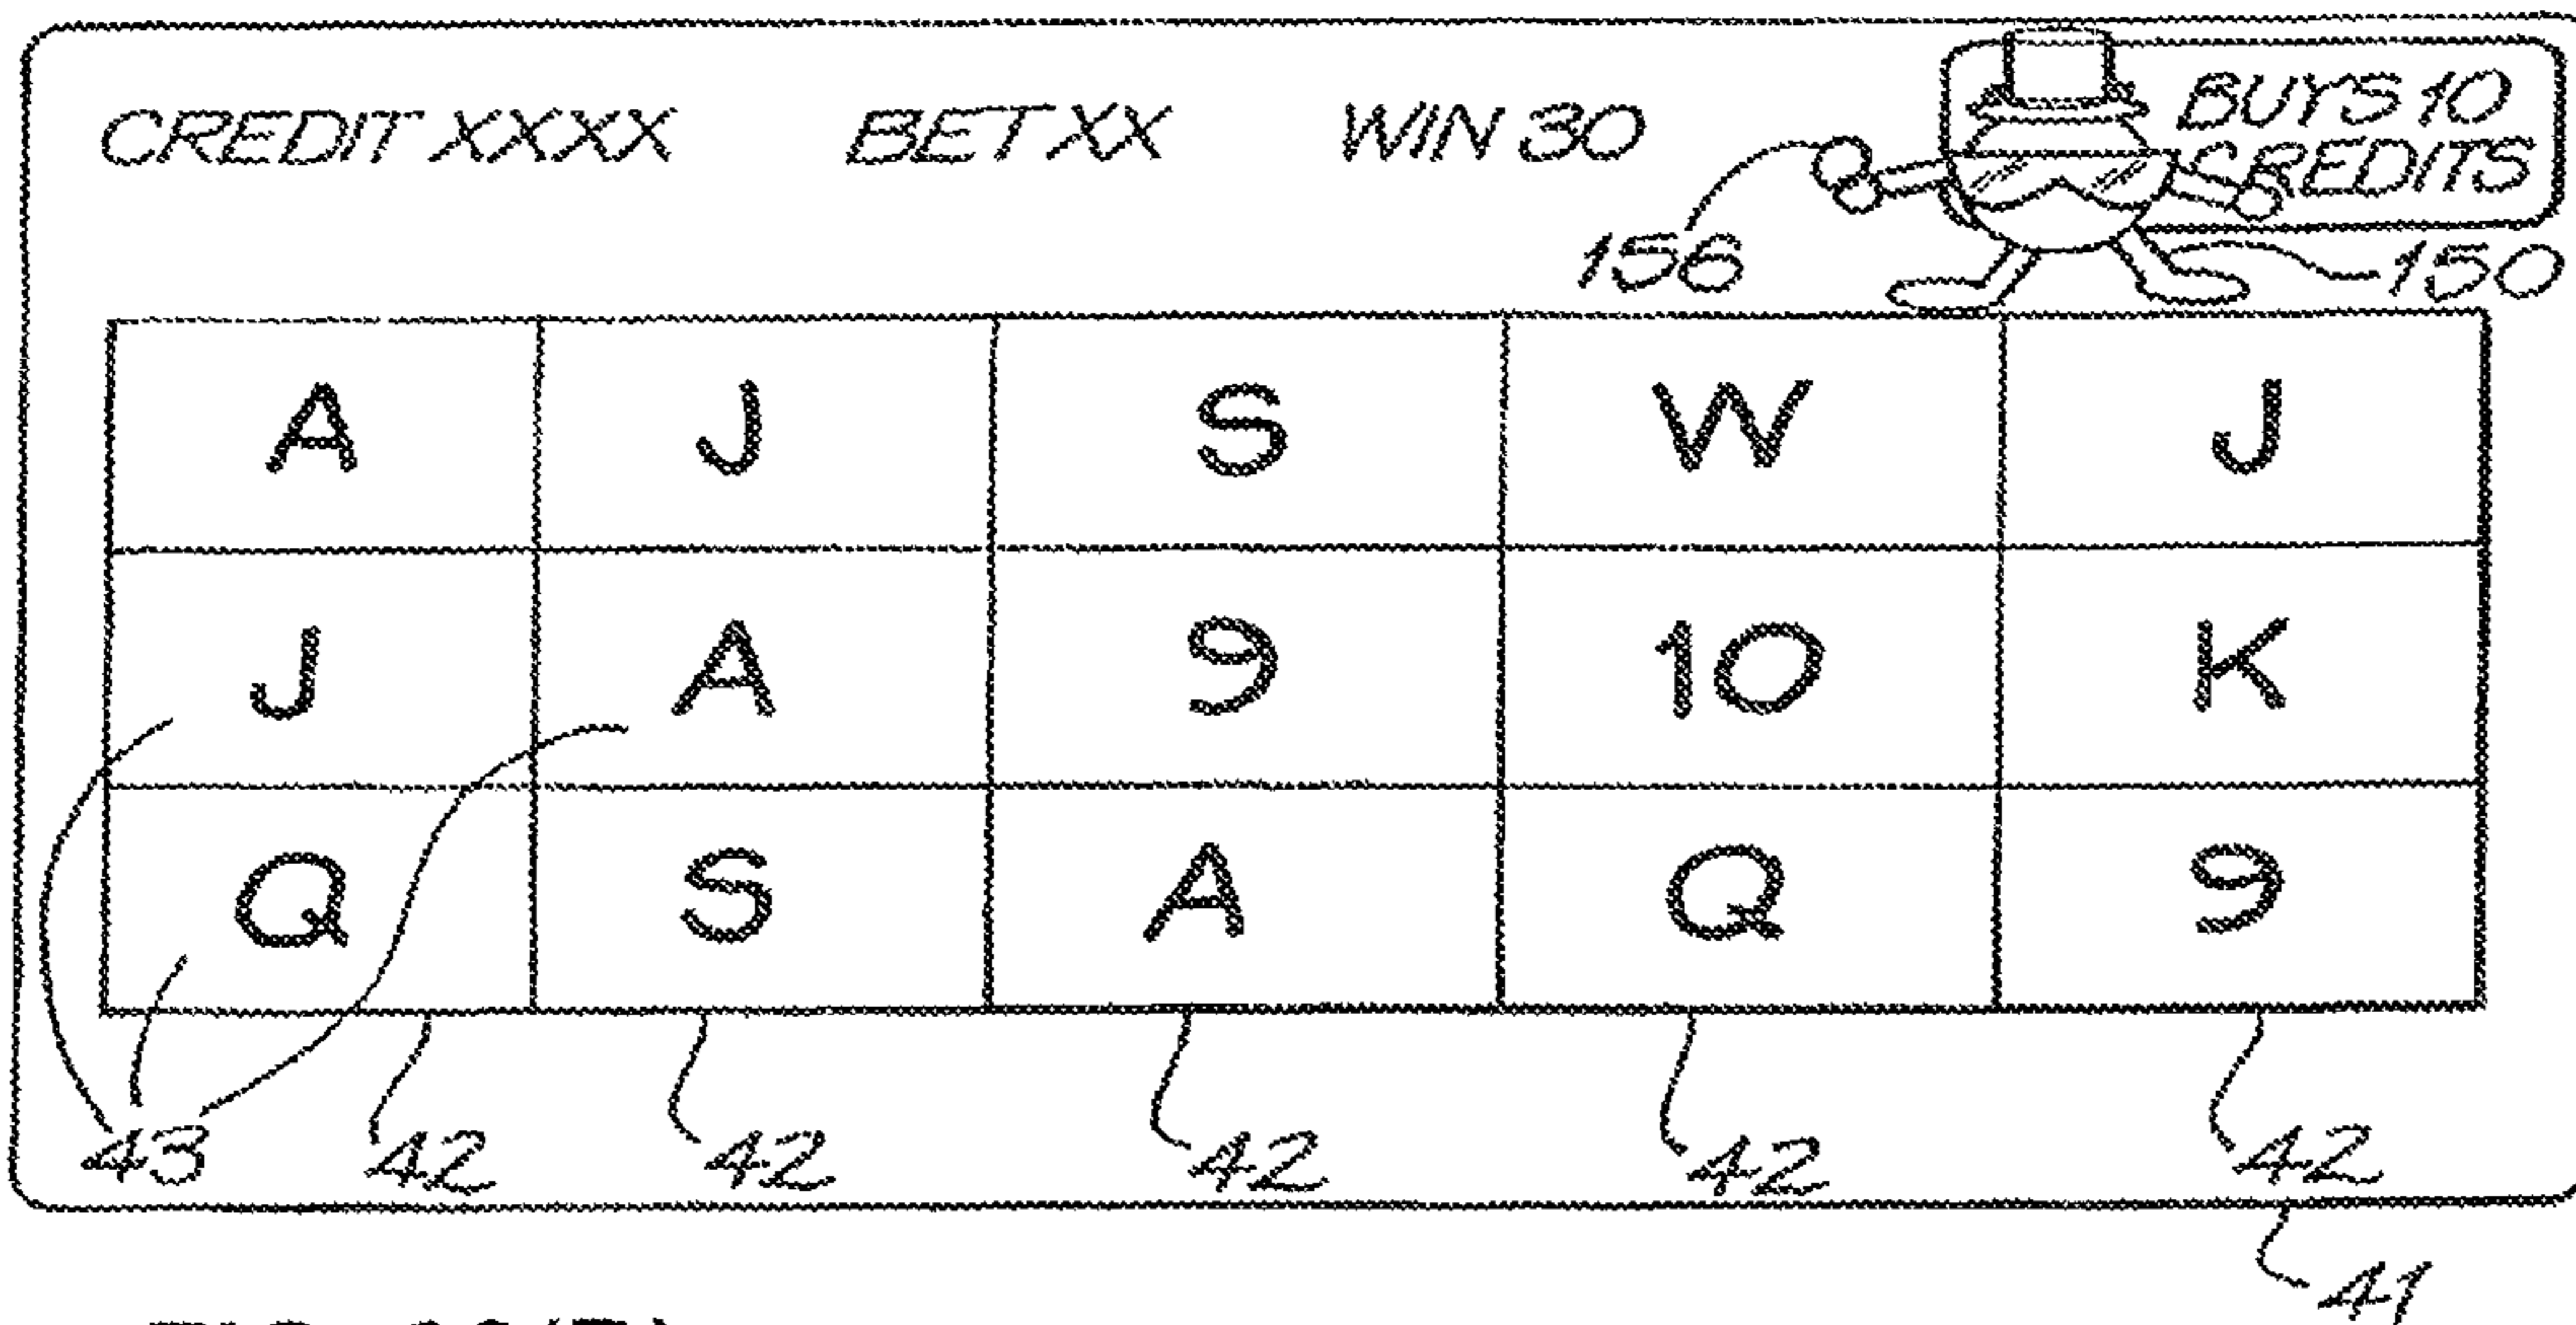 CREDIT XXXX BET XX WIN 30 BUYS 10
CREDITS
156 150
A J S W J
J A 9 10 K
Q S A Q 9
43 42 42 42 42 42
41